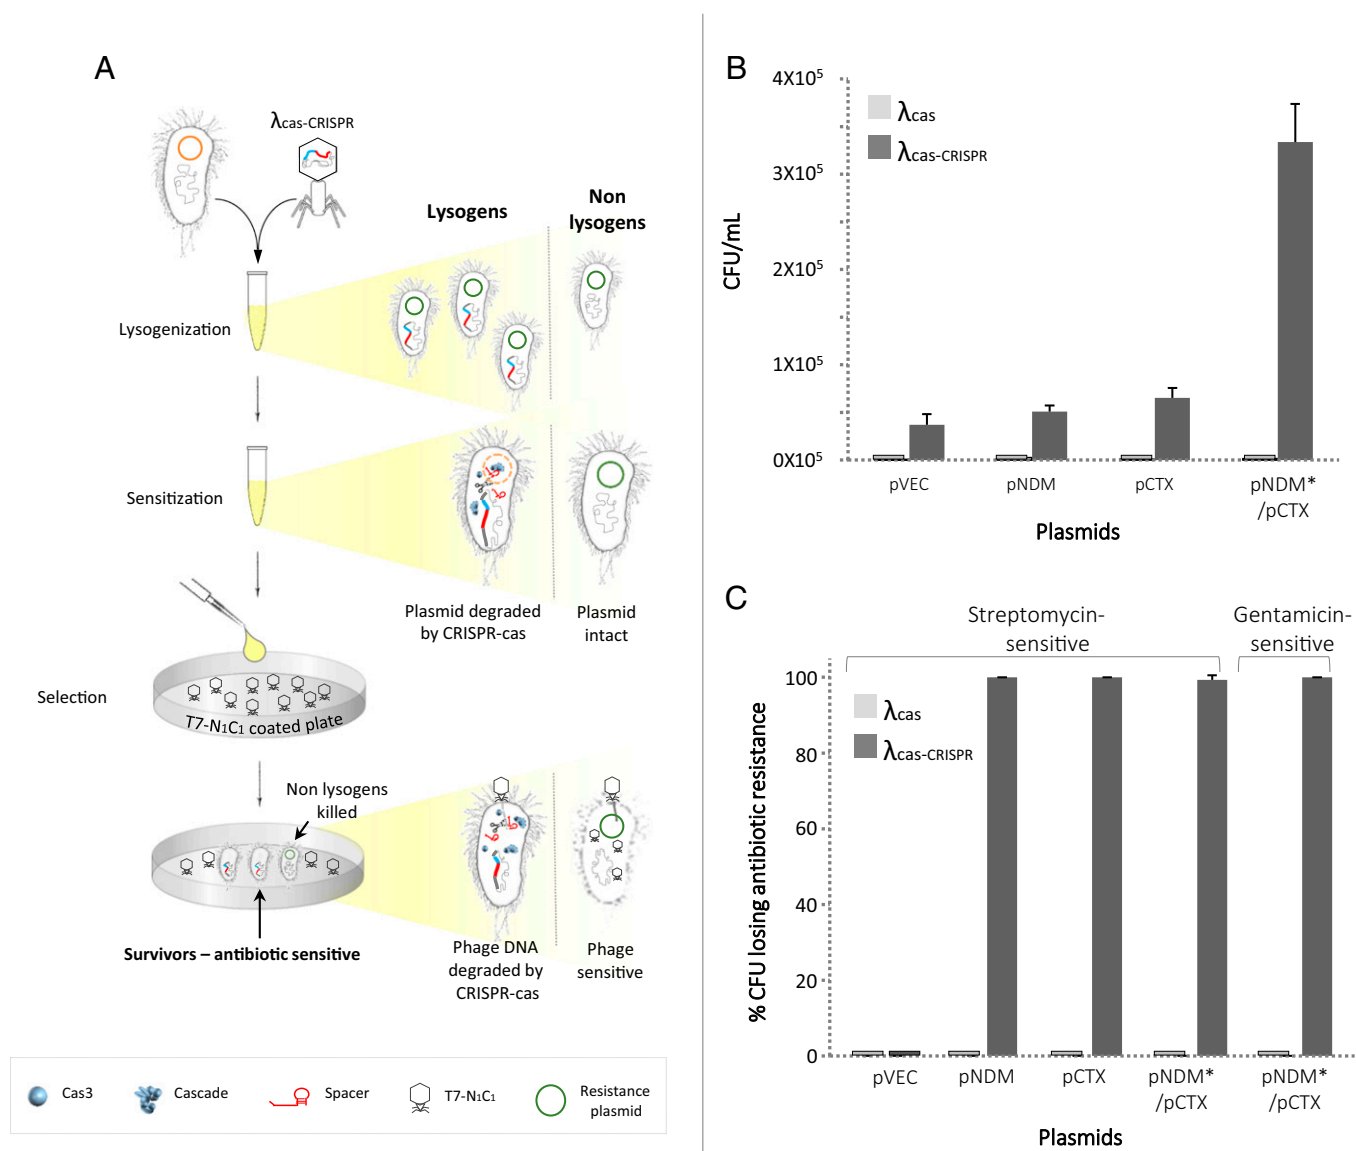 A
λcas-CRISPR
Lysogens
Non
lysogens
Lysogenization
Sensitization
Plasmid degraded
by CRISPR-cas
Plasmid
intact
Selection
T7-N1C1 coated plate
Non lysogens
killed
Survivors – antibiotic sensitive
Phage DNA
degraded by
CRISPR-cas
Phage
sensitive
Cas3
Cascade
Spacer
T7-N1C1
Resistance
plasmid
B
4X10⁵
3X10⁵
2X10⁵
1X10⁵
0X10⁵
CFU/mL
λcas
λcas-CRISPR
pVEC
pNDM
pCTX
pNDM*
/pCTX
Plasmids
C
Streptomycin-
sensitive
Gentamicin-
sensitive
100
80
60
40
20
0
% CFU losing antibiotic resistance
λcas
λcas-CRISPR
pVEC
pNDM
pCTX
pNDM*
/pCTX
pNDM*
/pCTX
Plasmids